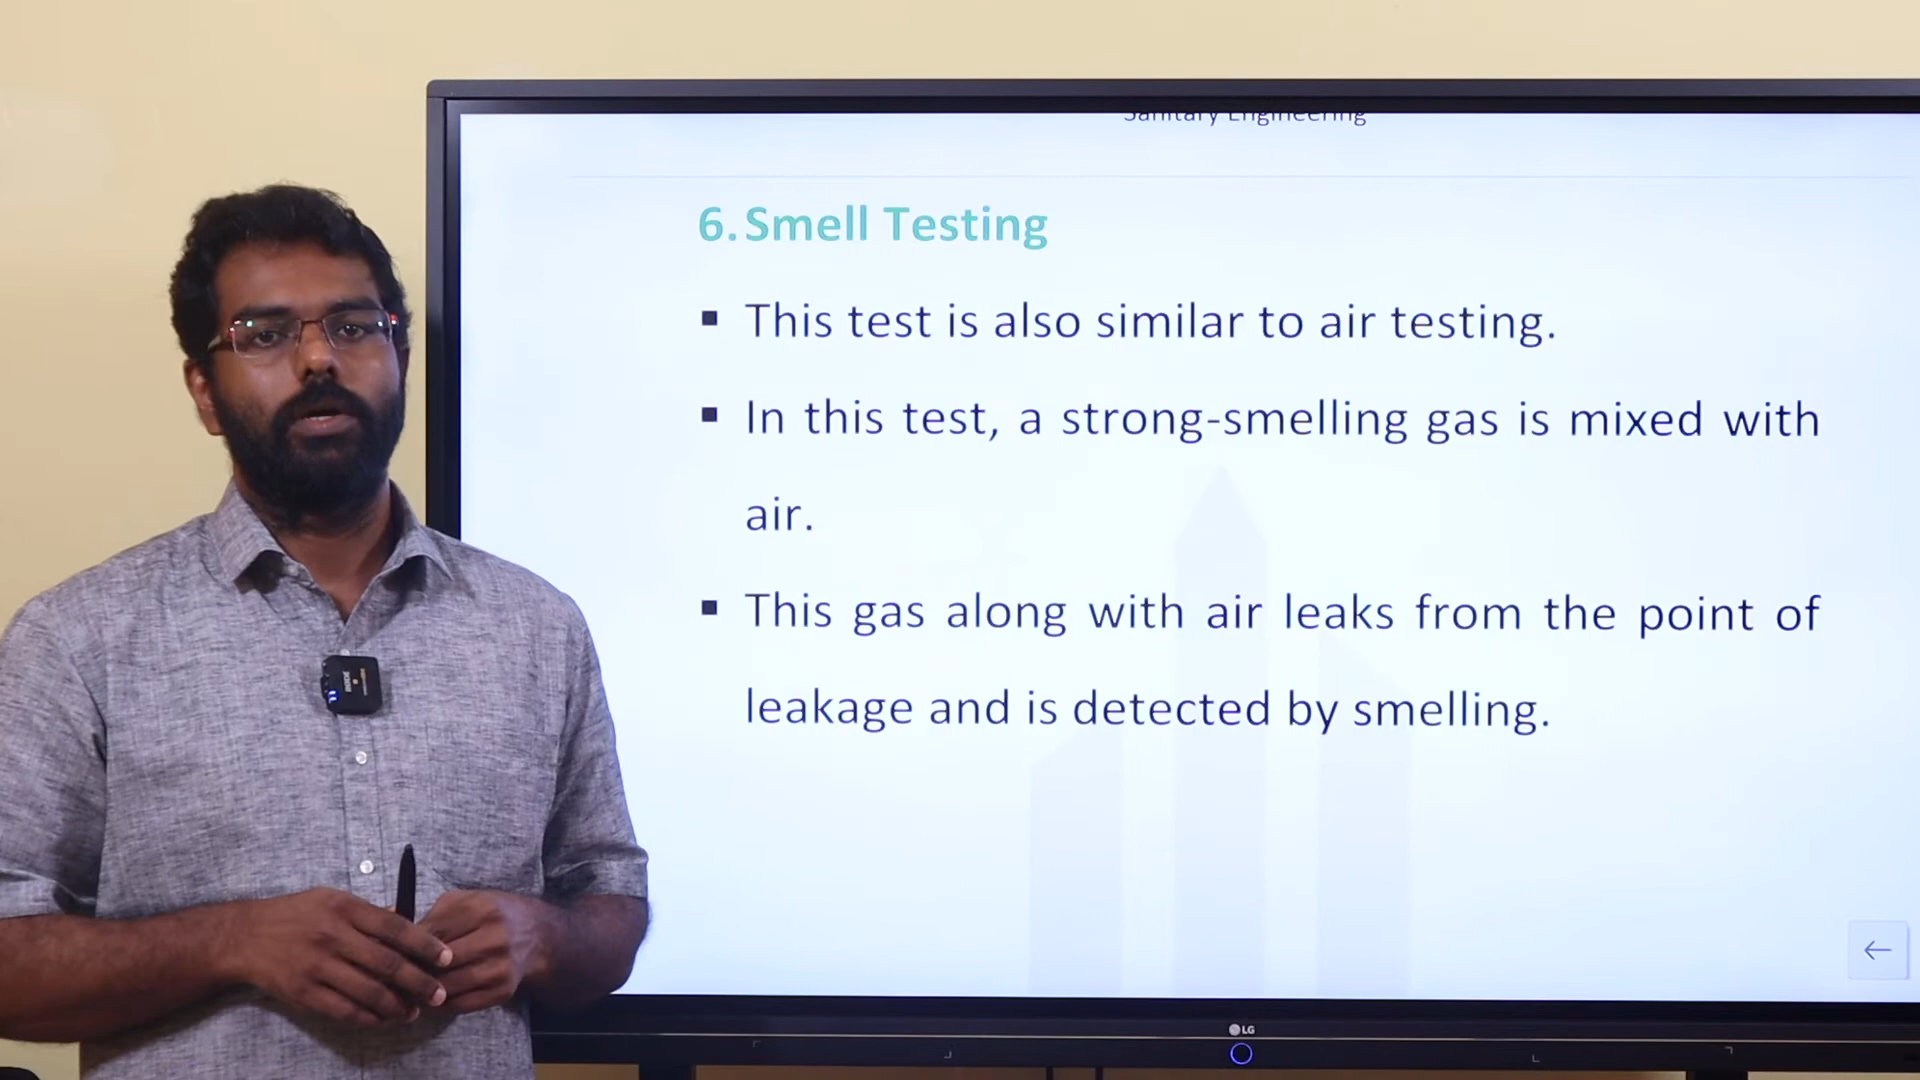 Sanitary Engineering
6. Smell Testing
▪ This test is also similar to air testing.
▪ In this test, a strong-smelling gas is mixed with
air.
▪ This gas along with air leaks from the point of
leakage and is detected by smelling.
LG